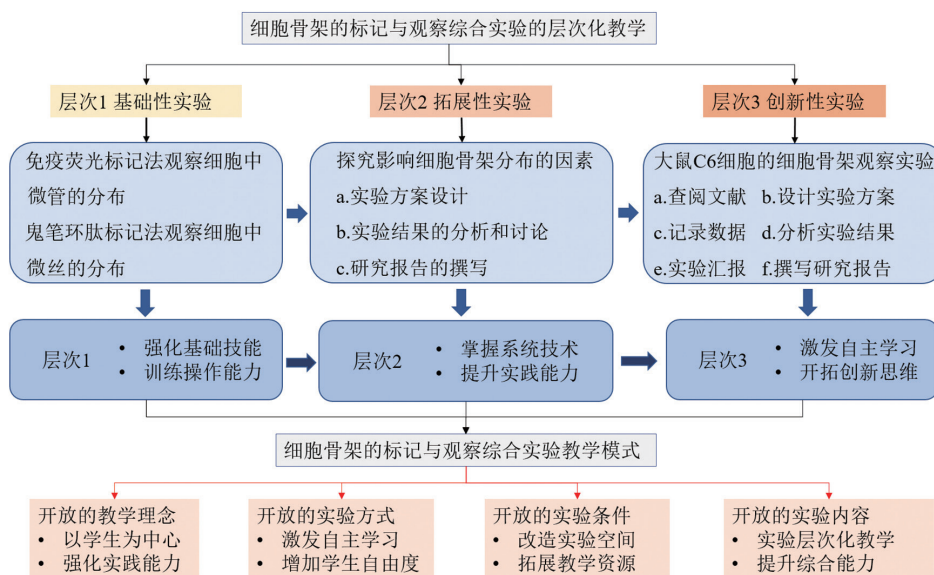 细胞骨架的标记与观察综合实验的层次化教学
层次1 基础性实验
层次2 拓展性实验
层次3 创新性实验
免疫荧光标记法观察细胞中
微管的分布
鬼笔环肽标记法观察细胞中
微丝的分布
探究影响细胞骨架分布的因素
a.实验方案设计
b.实验结果的分析和讨论
c.研究报告的撰写
大鼠C6细胞的细胞骨架观察实验
a.查阅文献 b.设计实验方案
c.记录数据 d.分析实验结果
e.实验汇报 f.撰写研究报告
层次1
• 强化基础技能
• 训练操作能力
层次2
• 掌握系统技术
• 提升实践能力
层次3
• 激发自主学习
• 开拓创新思维
细胞骨架的标记与观察综合实验教学模式
开放的教学理念
• 以学生为中心
• 强化实践能力
开放的实验方式
• 激发自主学习
• 增加学生自由度
开放的实验条件
• 改造实验空间
• 拓展教学资源
开放的实验内容
• 实验层次化教学
• 提升综合能力